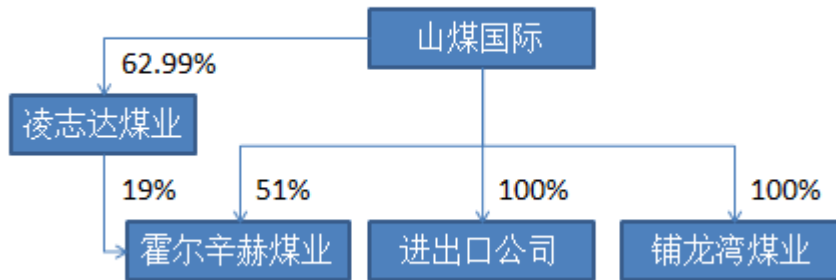 山煤国际
62.99%
凌志达煤业
19%
51%
100%
100%
霍尔辛赫煤业
进出口公司
铺龙湾煤业